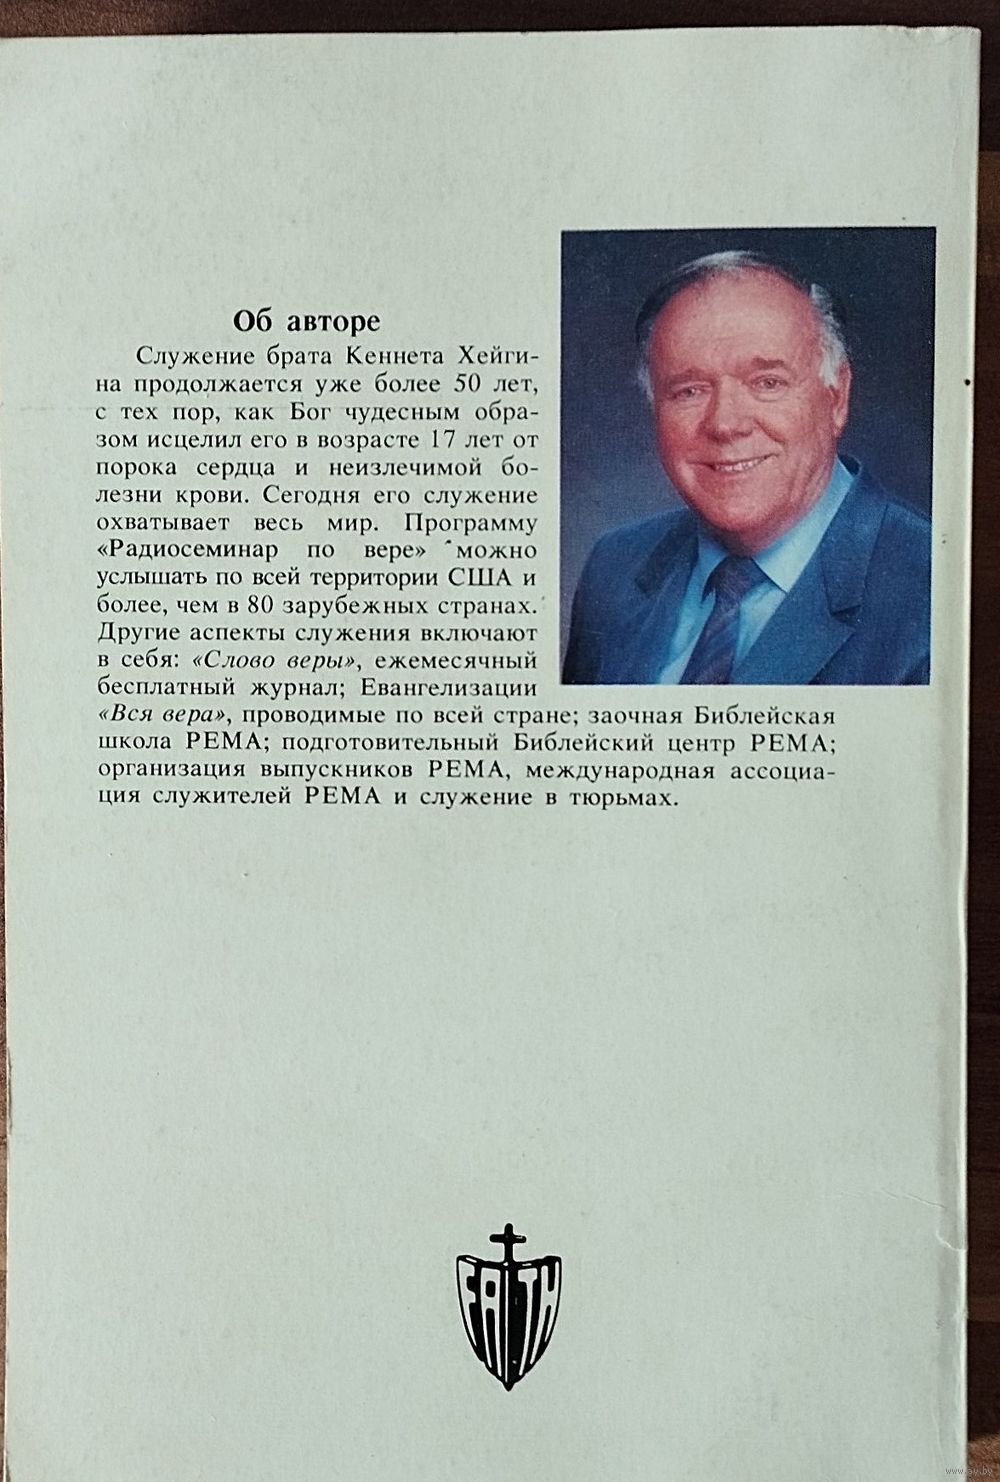 Об авторе
Служение брата Кеннета Хейги-
на продолжается уже более 50 лет,
с тех пор, как Бог чудесным обра-
зом исцелил его в возрасте 17 лет от
порока сердца и неизлечимой бо-
лезни крови. Сегодня его служение
охватывает весь мир. Программу
«Радиосеминар по вере» можно
услышать по всей территории США и
более, чем в 80 зарубежных странах.
Другие аспекты служения включают
в себя: «Слово веры», ежемесячный
бесплатный журнал; Евангелизации
«Вся вера», проводимые по всей стране; заочная Библейская
школа РЕМА; подготовительный Библейский центр РЕМА;
организация выпускников РЕМА, международная ассоциа-
ция служителей РЕМА и служение в тюрьмах.
FAITH
www.ay.by